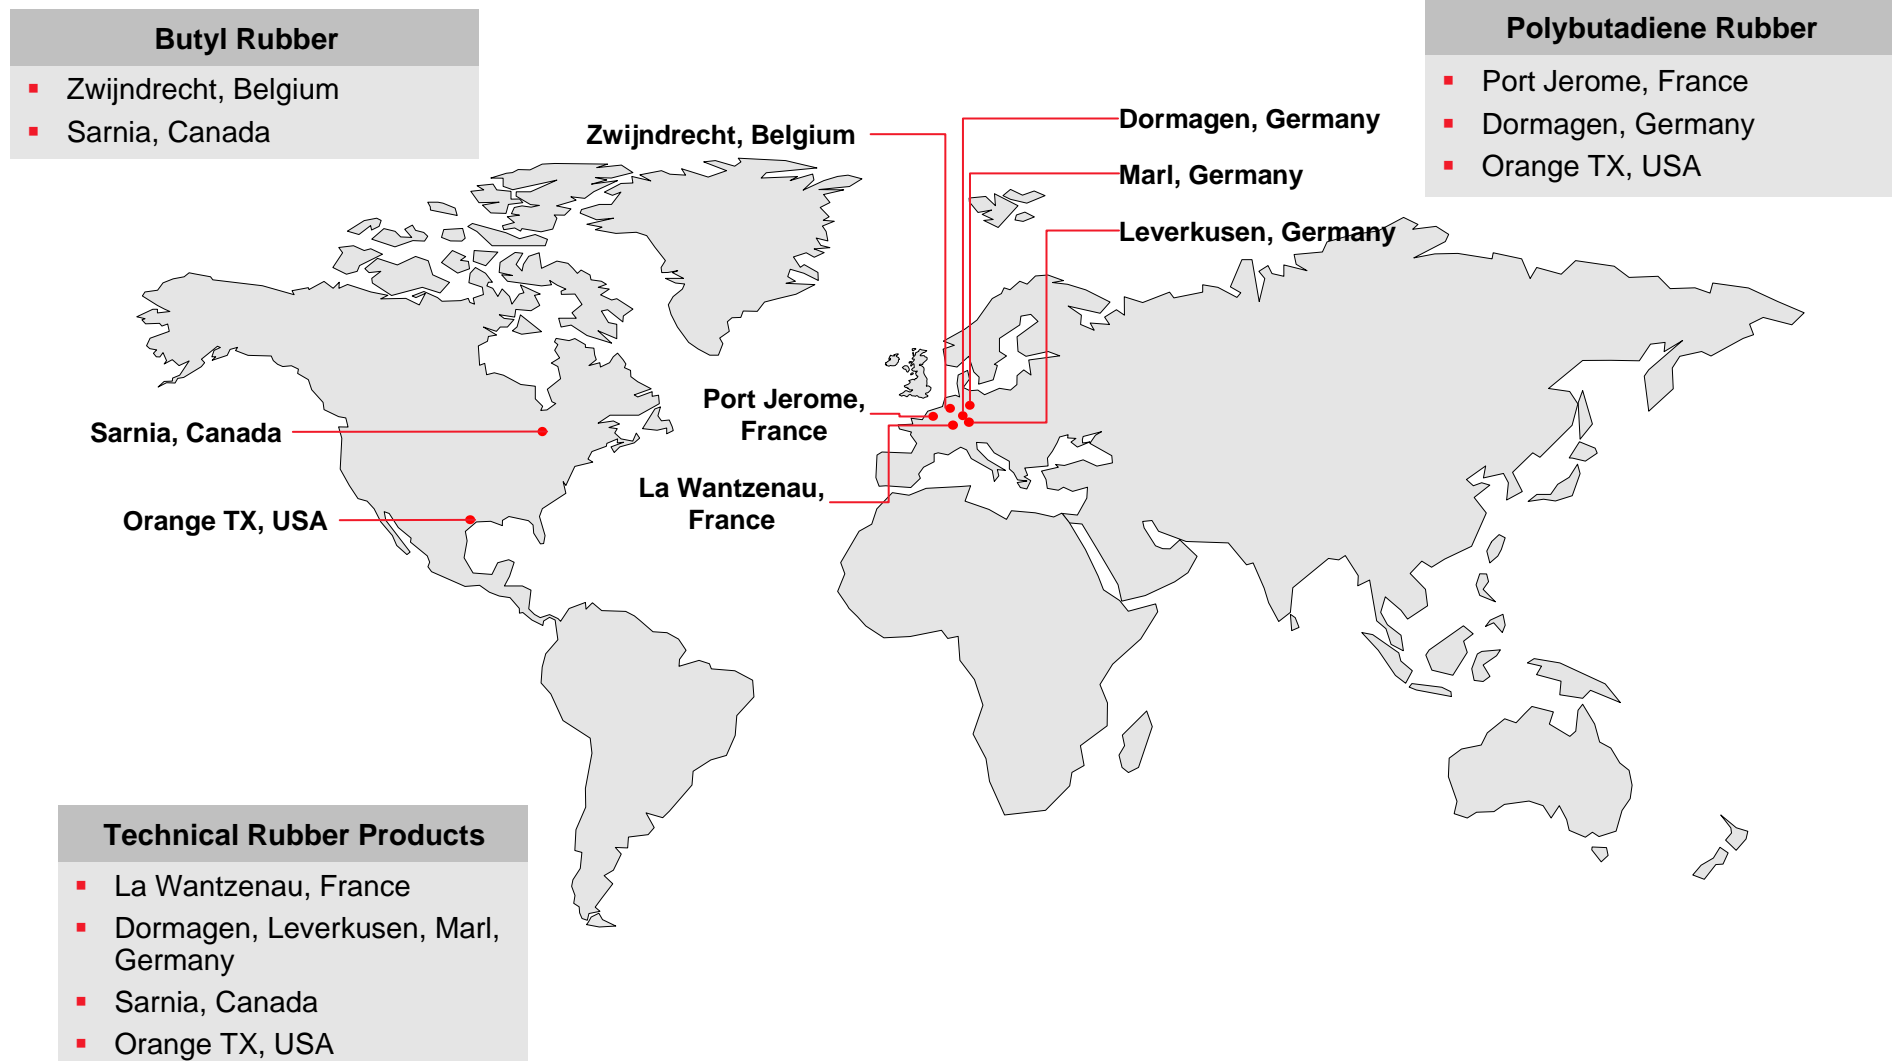 Butyl Rubber
Zwijndrecht, Belgium
Sarnia, Canada
Polybutadiene Rubber
Port Jerome, France
Dormagen, Germany
Orange TX, USA
Zwijndrecht, Belgium
Dormagen, Germany
Marl, Germany
Leverkusen, Germany
Port Jerome,
France
Sarnia, Canada
La Wantzenau,
France
Orange TX, USA
Technical Rubber Products
La Wantzenau, France
Dormagen, Leverkusen, Marl,
Germany
Sarnia, Canada
Orange TX, USA